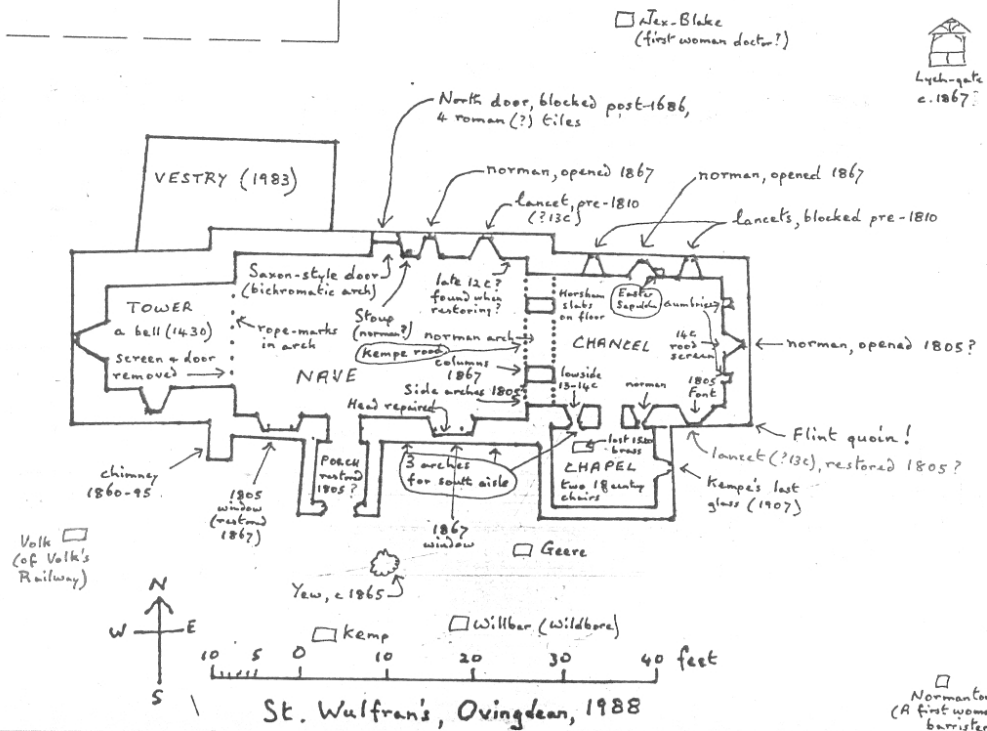 Jex-Blake
(first woman doctor?)
Lych-gate
c.1867?
North door, blocked post-1686,
4 roman (?) tiles
VESTRY (1983)
norman, opened 1867
norman, opened 1867
lancet, pre-1810
(?13c)
lancets, blocked pre-1810
Saxon-style door
(bichromatic arch)
late 12c?
found when
restoring?
Horsham
slabs
on floor
Easter
Sepulchre
aumbries
TOWER
a bell (1430)
screen & door
removed
rope-marks
in arch
Stoup
(norman?)
Kempe rood
norman arch
columns
1867
CHANCEL
14c
rood
screen
norman, opened 1805?
NAVE
Side arches 1805
lowside
13-14c
norman
1805
Font
Head repaired
Flint quoin!
lancet (?13c), restored 1805?
chimney
1860-95
1805
window
(restored
1867)
PORCH
restored
1805?
3 arches
for south aisle
lost 1520
brass
CHAPEL
two 18 centy
chairs
Kempe's last
glass (1907)
1867
window
Volk
(of Volk's
Railway)
Geere
Yew, c 1865
N
W
E
S
Kemp
Willbar (Wildbore)
10 5 0 10 20 30 40 feet
St. Wulfran's, Ovingdean, 1988
Normanton
(A first woman
barrister